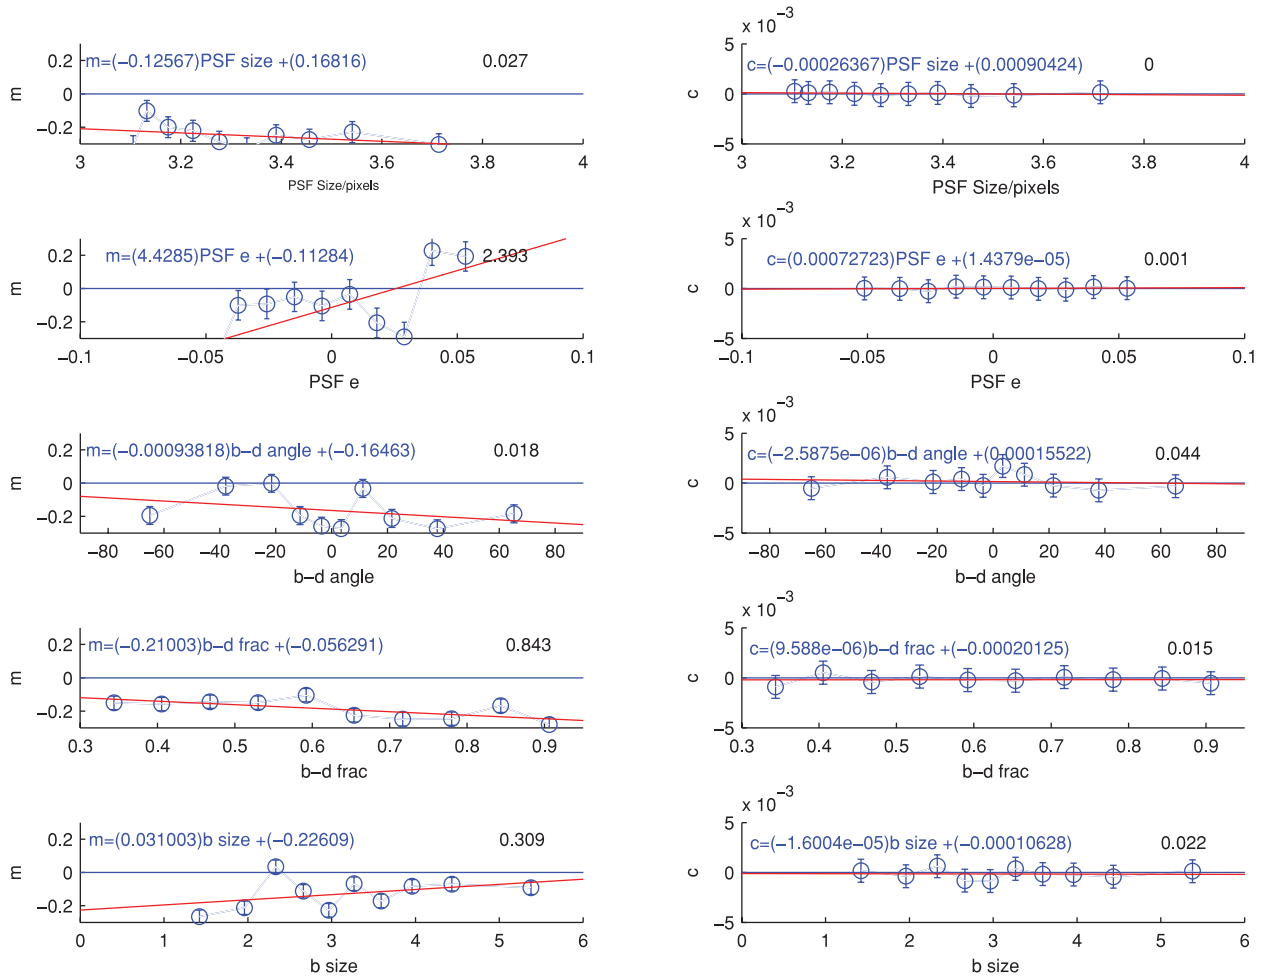 x 10⁻³
0.2
0
−0.2
m
m=(−0.12567)PSF size +(0.16816)
0.027
3 3.2 3.4 3.6 3.8 4
PSF Size/pixels
5
0
−5
c
c=(−0.00026367)PSF size +(0.00090424)
0
3 3.2 3.4 3.6 3.8 4
PSF Size/pixels
0.2
0
−0.2
m
m=(4.4285)PSF e +(−0.11284)
2.393
−0.1 −0.05 0 0.05 0.1
PSF e
x 10⁻³
5
0
−5
c
c=(0.00072723)PSF e +(1.4379e−05)
0.001
−0.1 −0.05 0 0.05 0.1
PSF e
0.2
0
−0.2
m
m=(−0.00093818)b−d angle +(−0.16463)
0.018
−80 −60 −40 −20 0 20 40 60 80
b−d angle
x 10⁻³
5
0
−5
c
c=(−2.5875e−06)b−d angle +(0.00015522)
0.044
−80 −60 −40 −20 0 20 40 60 80
b−d angle
0.2
0
−0.2
m
m=(−0.21003)b−d frac +(−0.056291)
0.843
0.3 0.4 0.5 0.6 0.7 0.8 0.9
b−d frac
x 10⁻³
5
0
−5
c
c=(9.588e−06)b−d frac +(−0.00020125)
0.015
0.3 0.4 0.5 0.6 0.7 0.8 0.9
b−d frac
0.2
0
−0.2
m
m=(0.031003)b size +(−0.22609)
0.309
0 1 2 3 4 5 6
b size
x 10⁻³
5
0
−5
c
c=(−1.6004e−05)b size +(−0.00010628)
0.022
0 1 2 3 4 5 6
b size